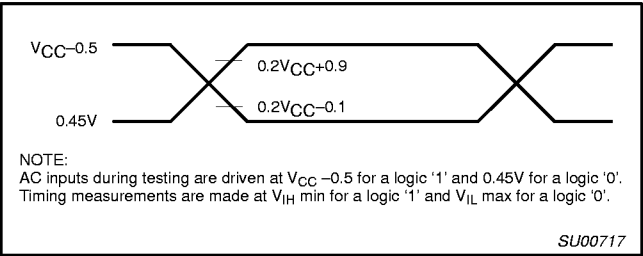 VCC–0.5
0.2VCC+0.9
0.2VCC–0.1
0.45V
NOTE:
AC inputs during testing are driven at VCC –0.5 for a logic ‘1’ and 0.45V for a logic ‘0’.
Timing measurements are made at VIH min for a logic ‘1’ and VIL max for a logic ‘0’.
SU00717